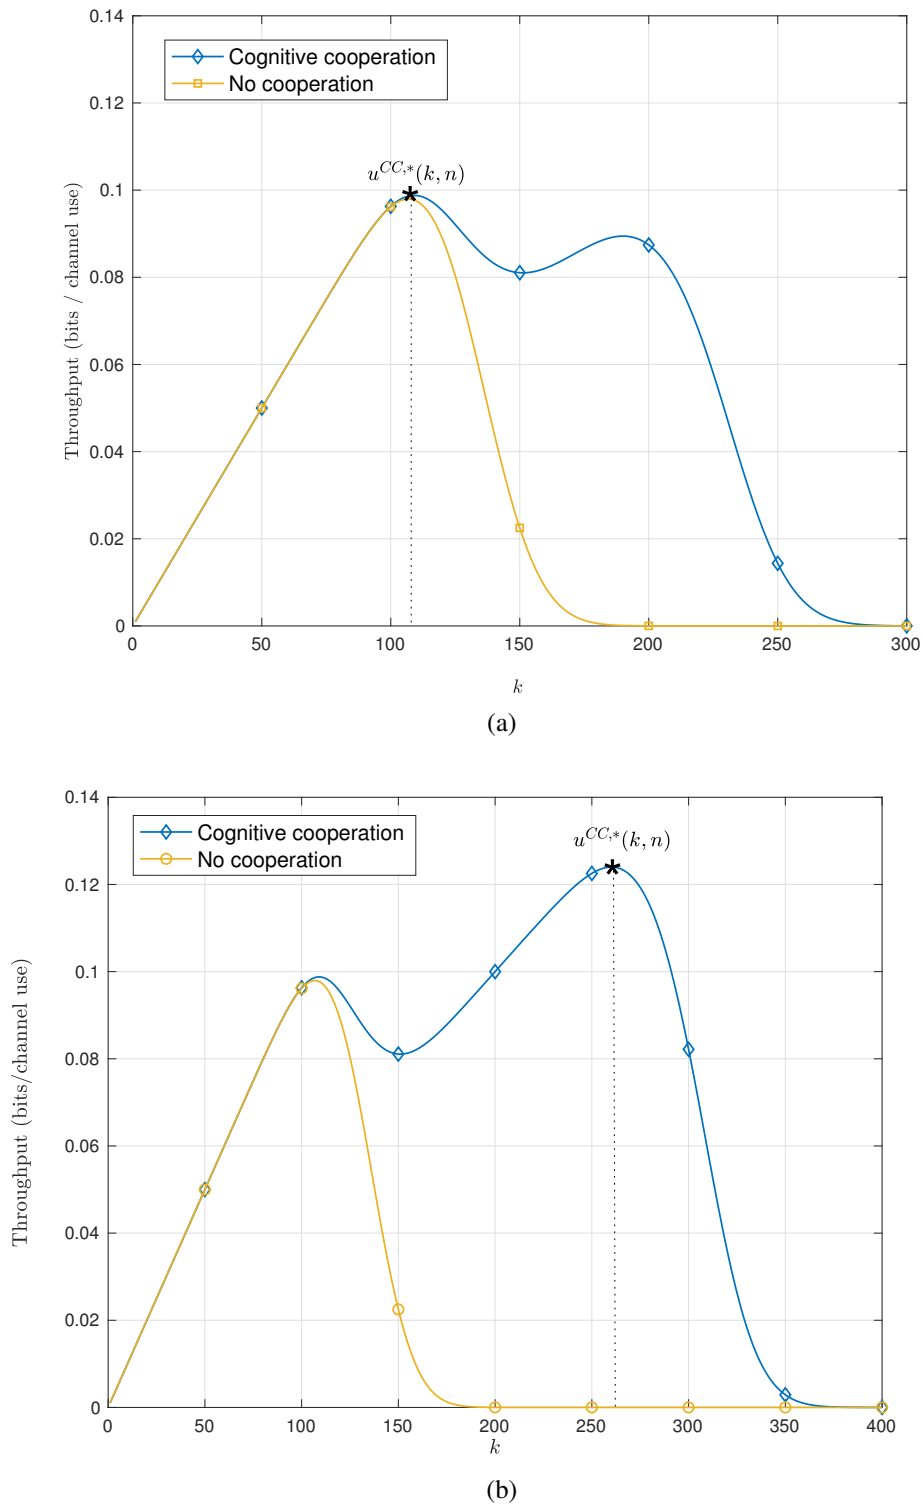 0.14
Cognitive cooperation
No cooperation
0.12
u^{CC,*}(k, n)
0.1
0.08
0.06
0.04
0.02
0
Throughput (bits / channel use)
0 50 100 150 200 250 300
k
(a)
0.14
Cognitive cooperation
No cooperation
u^{CC,*}(k, n)
0.12
0.1
0.08
0.06
0.04
0.02
0
Throughput (bits/channel use)
0 50 100 150 200 250 300 350 400
k
(b)